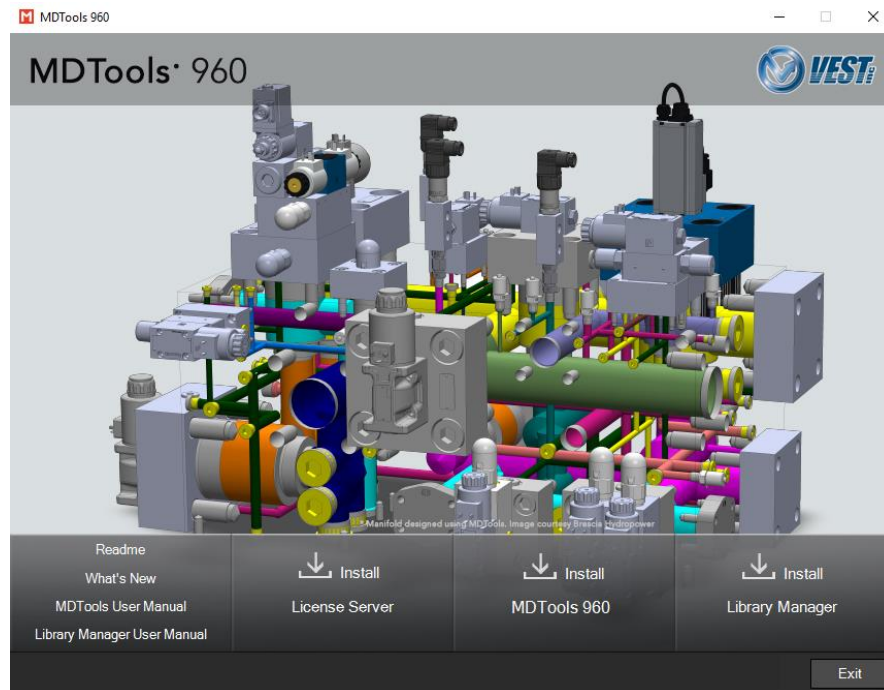 MDTools 960
MDTools® 960
VEST inc
Manifold designed using MDTools. Image courtesy Brescia Hydropower
Readme
What's New
MDTools User Manual
Library Manager User Manual
Install
License Server
Install
MDTools 960
Install
Library Manager
Exit